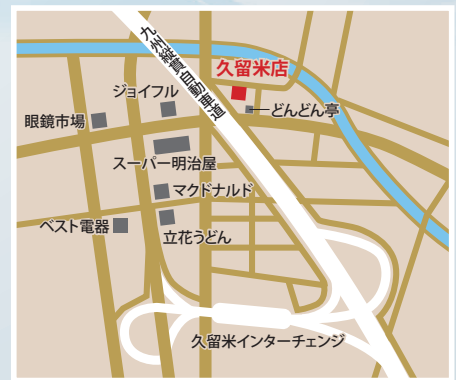 九州縦貫自動車道
久留米店
ジョイフル
どんどん亭
眼鏡市場
スーパー明治屋
マクドナルド
ベスト電器
立花うどん
久留米インターチェンジ